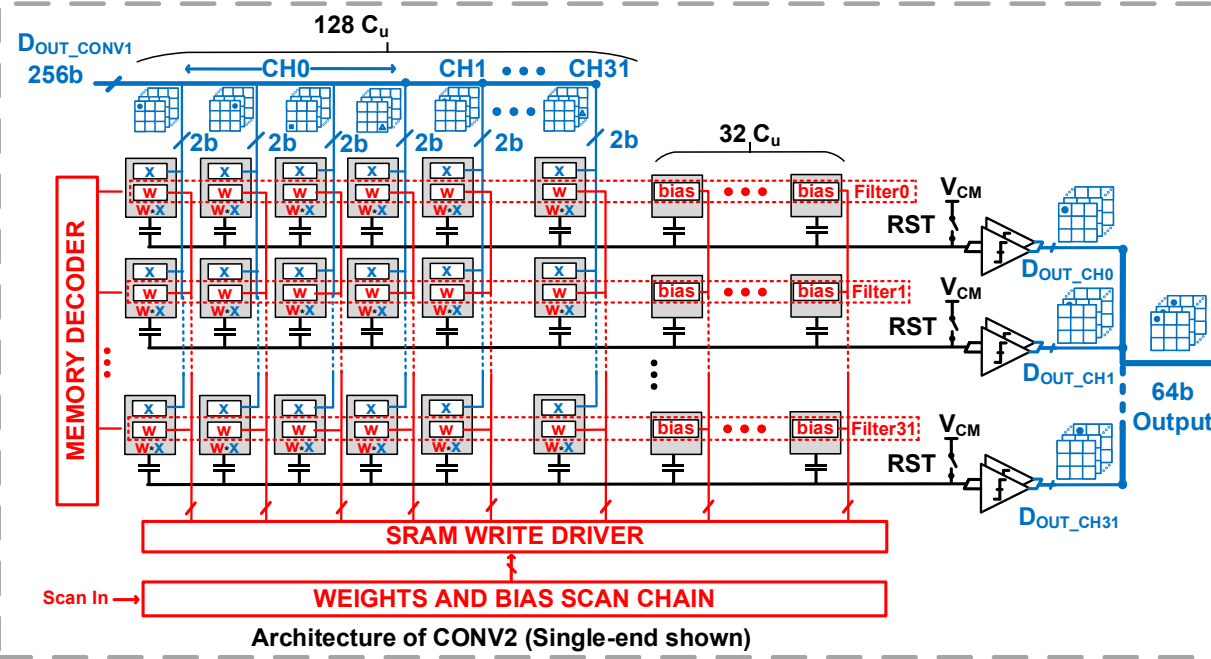 128 Cu
DOUT_CONV1
256b
CH0
CH1
CH31
2b 2b 2b 2b 2b 2b
32 Cu
MEMORY DECODER
x x x x x x
w w w w w w bias bias Filter0
W*X W*X W*X W*X W*X W*X
VCM
RST
DOUT_CH0
x x x x x x
w w w w w w bias bias Filter1
W*X W*X W*X W*X W*X W*X
VCM
RST
DOUT_CH1
64b
Output
x x x x x x
w w w w w w bias bias Filter31
W*X W*X W*X W*X W*X W*X
VCM
RST
DOUT_CH31
SRAM WRITE DRIVER
Scan In
WEIGHTS AND BIAS SCAN CHAIN
Architecture of CONV2 (Single-end shown)